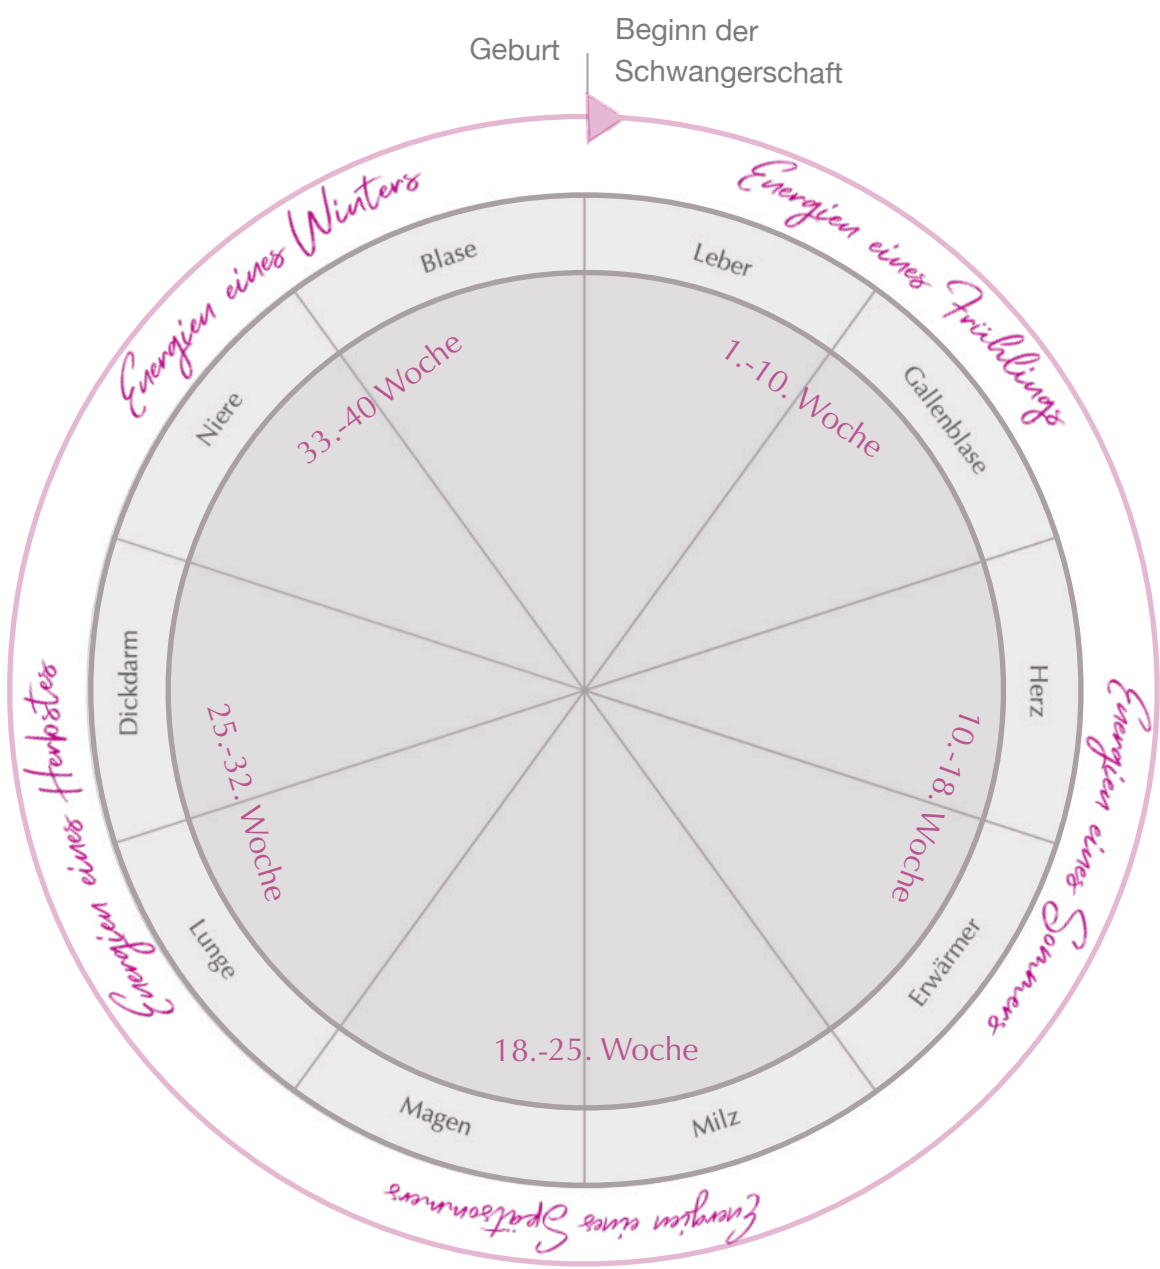 Geburt
Beginn der
Schwangerschaft
Energien eines Frühlings
Energien eines Sommers
Energien eines Spätsommers
Energien eines Herbstes
Energien eines Winters
Leber
Gallenblase
Herz
Erwärmer
Milz
Magen
Lunge
Dickdarm
Niere
Blase
1.-10. Woche
10.-18. Woche
18.-25. Woche
25.-32. Woche
33.-40 Woche